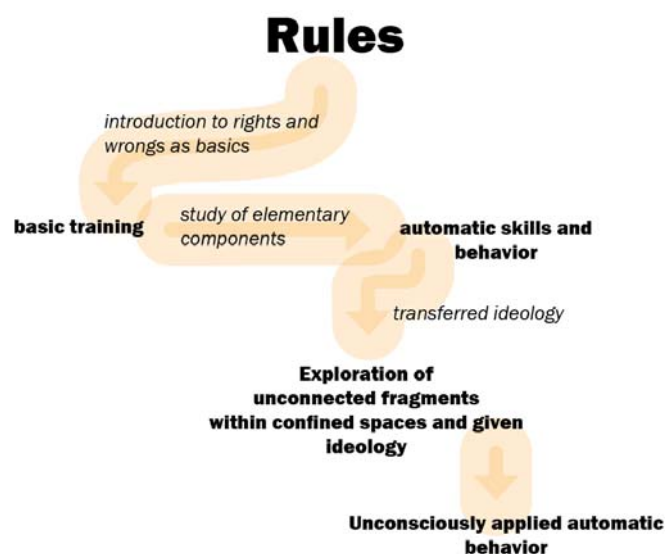 Rules
introduction to rights and
wrongs as basics
basic training
study of elementary
components
automatic skills and
behavior
transferred ideology
Exploration of
unconnected fragments
within confined spaces and given
ideology
Unconsciously applied automatic
behavior